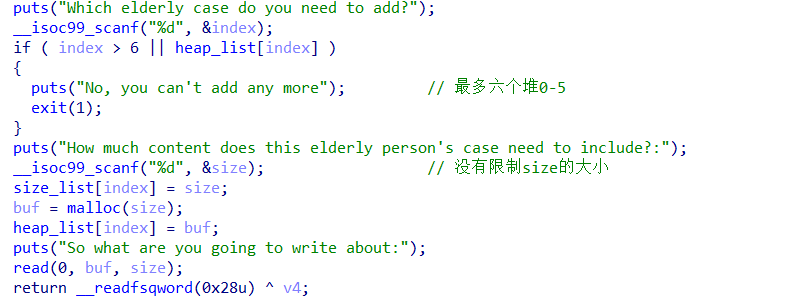 puts("Which elderly case do you need to add?");
__isoc99_scanf("%d", &index);
if ( index > 6 || heap_list[index] )
{
puts("No, you can't add any more"); // 最多六个堆0-5
exit(1);
}
puts("How much content does this elderly person's case need to include?:");
__isoc99_scanf("%d", &size); // 没有限制size的大小
size_list[index] = size;
buf = malloc(size);
heap_list[index] = buf;
puts("So what are you going to write about:");
read(0, buf, size);
return __readfsqword(0x28u) ^ v4;